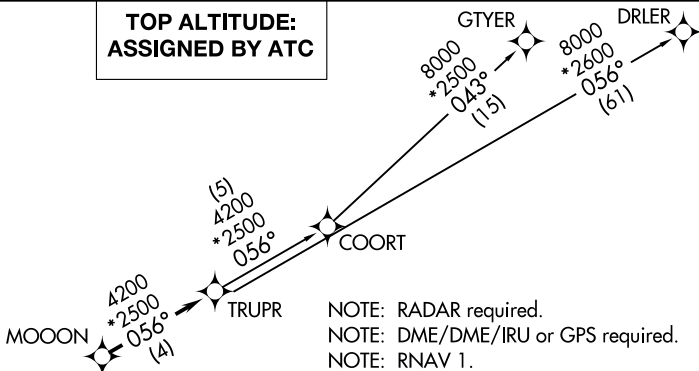 TOP ALTITUDE:
ASSIGNED BY ATC
GTYER
DRLER
8000
*2500
043°
(15)
8000
*2600
056°
(61)
(5)
4200
*2500
056°
COORT
4200
*2500
056°
(4)
TRUPR
MOOON
NOTE: RADAR required.
NOTE: DME/DME/IRU or GPS required.
NOTE: RNAV 1.